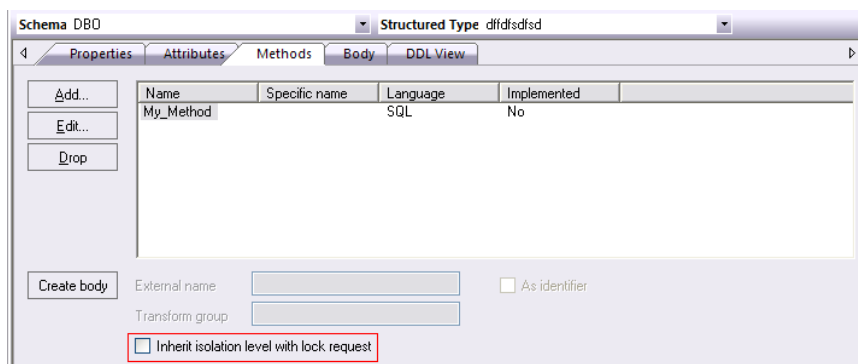 Schema DBO Structured Type dffdfsdfsd
Properties Attributes Methods Body DDL View
Add... Name Specific name Language Implemented
My_Method SQL No
Edit...
Drop
Create body External name As identifier
Transform group
Inherit isolation level with lock request